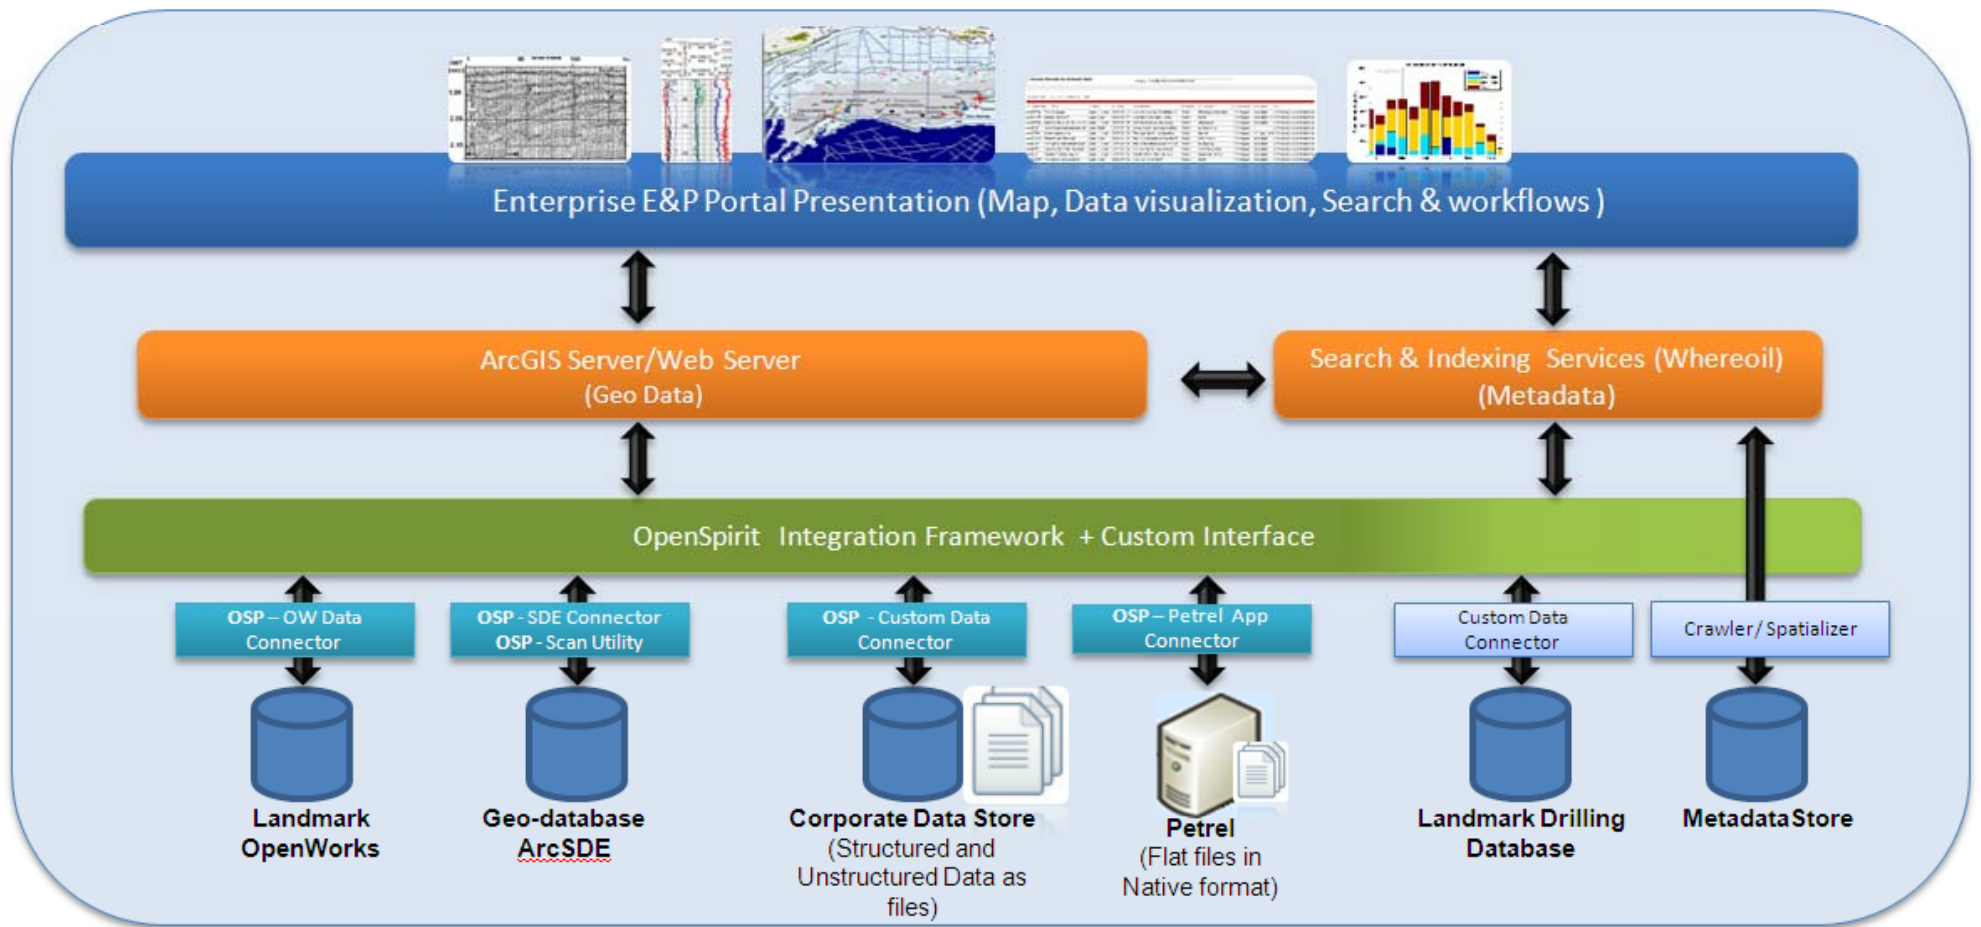 Enterprise E&P Portal Presentation (Map, Data visualization, Search & workflows )
ArcGIS Server/Web Server
(Geo Data)
Search & Indexing Services (Whereoil)
(Metadata)
OpenSpirit Integration Framework + Custom Interface
OSP – OW Data
Connector
OSP - SDE Connector
OSP - Scan Utility
OSP - Custom Data
Connector
OSP – Petrel App
Connector
Custom Data
Connector
Crawler/ Spatializer
Landmark
OpenWorks
Geo-database
ArcSDE
Corporate Data Store
(Structured and
Unstructured Data as
files)
Petrel
(Flat files in
Native format)
Landmark Drilling
Database
MetadataStore